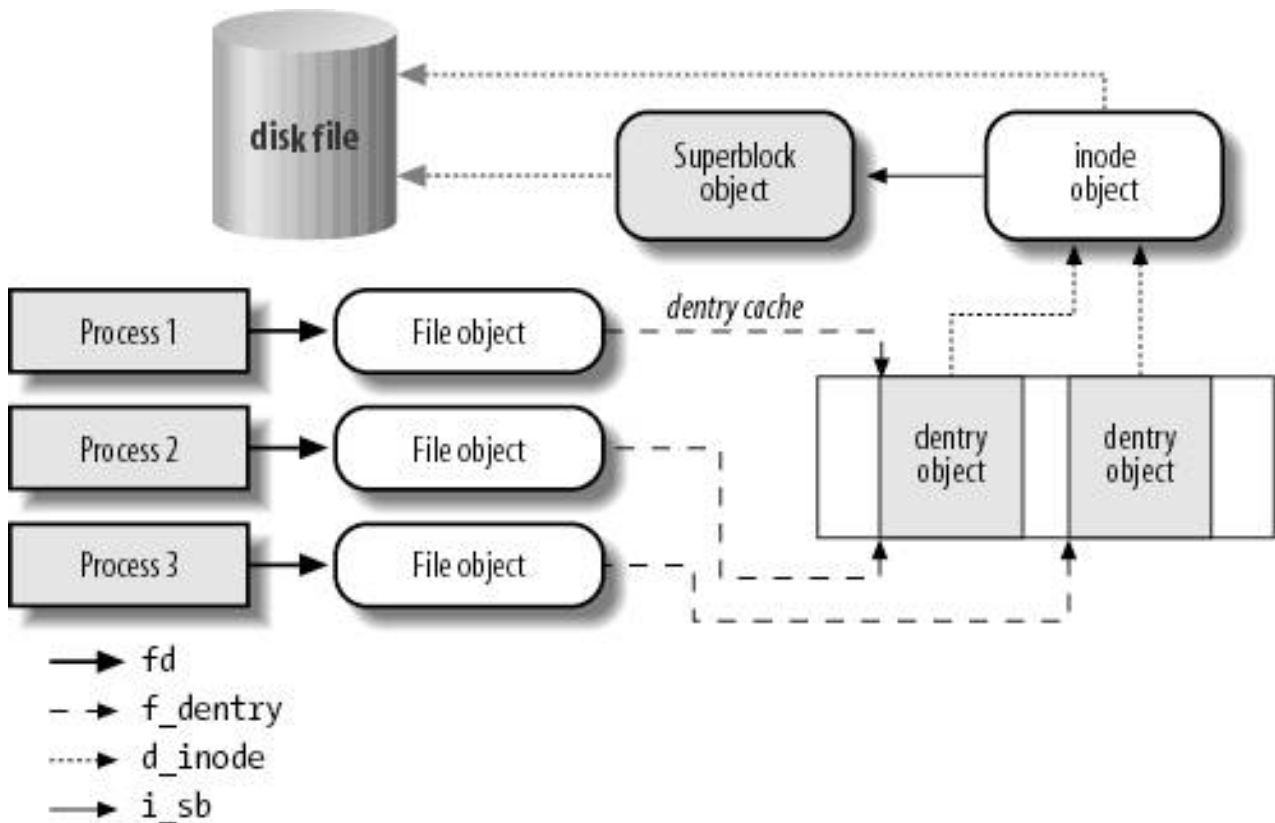 disk file
Superblock
object
inode
object
Process 1
File object
dentry cache
Process 2
File object
dentry
object
dentry
object
Process 3
File object
fd
f_dentry
d_inode
i_sb